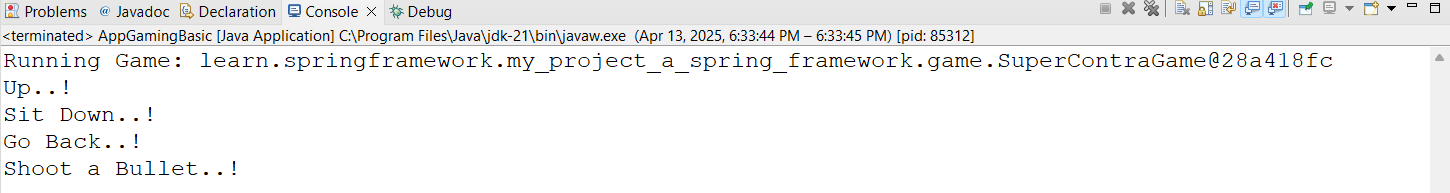 Problems @ Javadoc Declaration Console Debug
<terminated> AppGamingBasic [Java Application] C:\Program Files\Java\jdk-21\bin\javaw.exe (Apr 13, 2025, 6:33:44 PM – 6:33:45 PM) [pid: 85312]
Running Game: learn.springframework.my_project_a_spring_framework.game.SuperContraGame@28a418fc
Up..!
Sit Down..!
Go Back..!
Shoot a Bullet..!